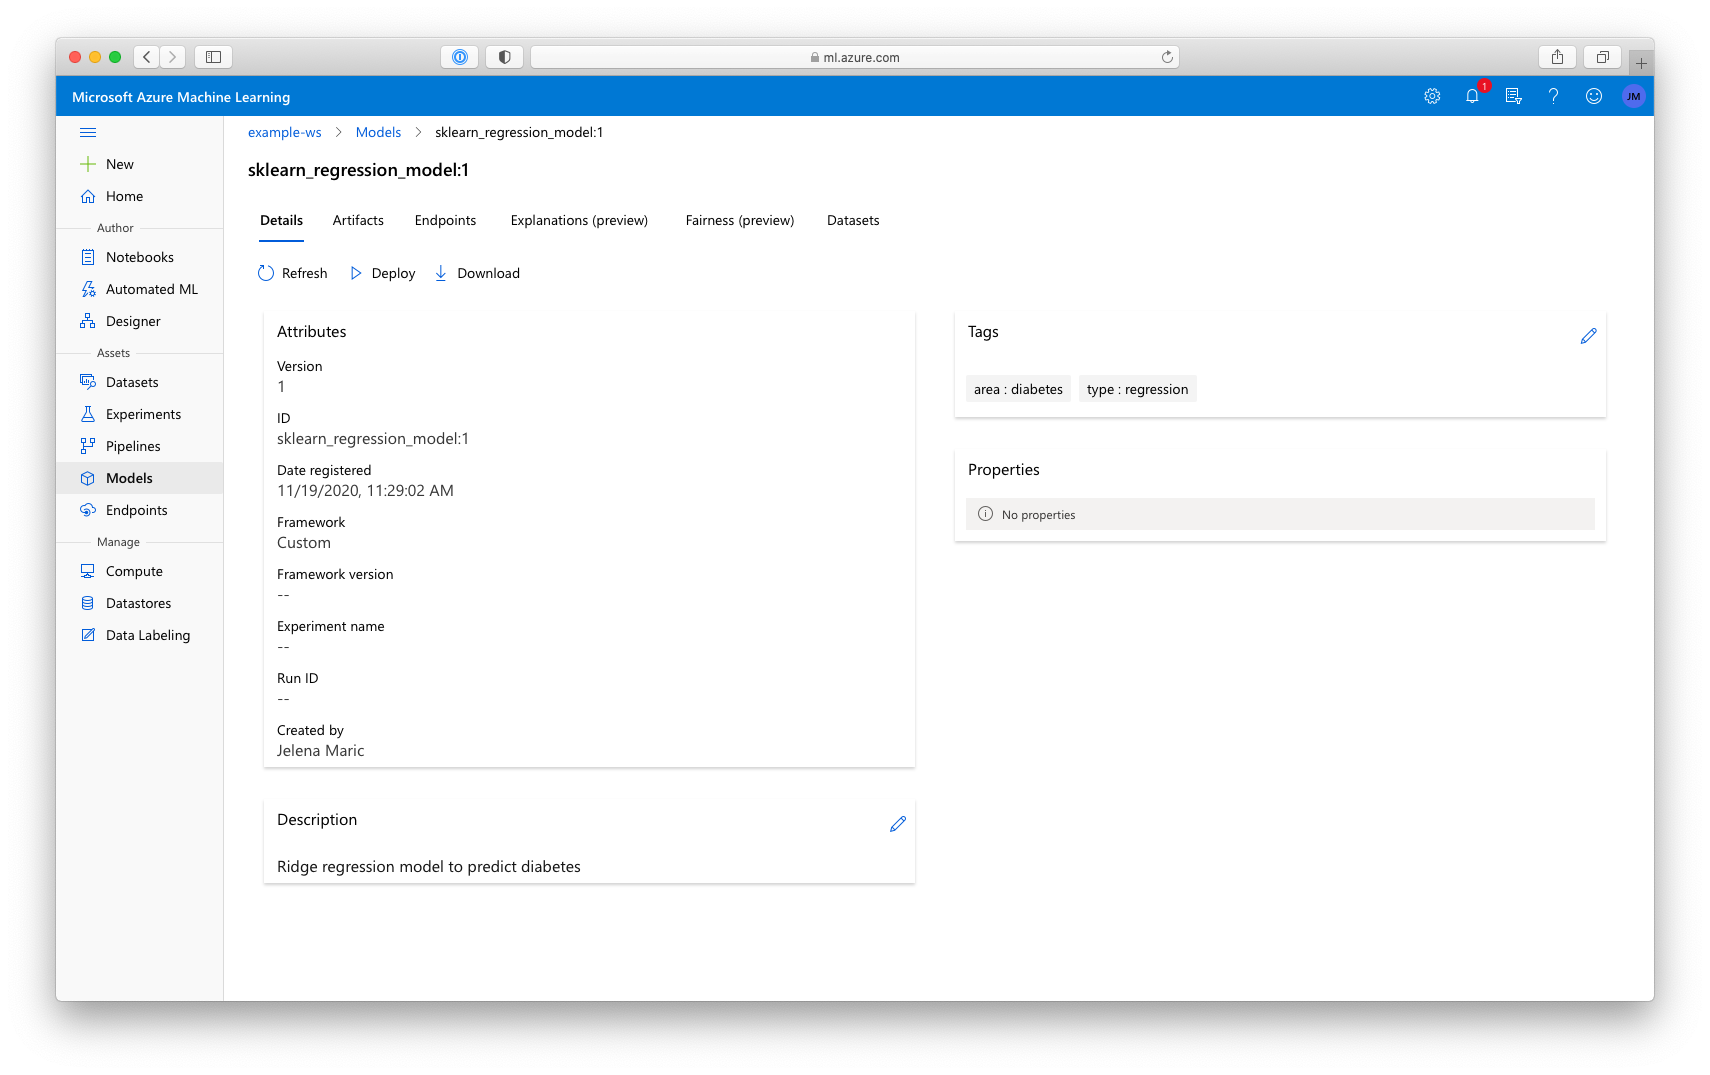 ml.azure.com
Microsoft Azure Machine Learning
1
JM
example-ws > Models > sklearn_regression_model:1
New
Home
Author
Notebooks
Automated ML
Designer
Assets
Datasets
Experiments
Pipelines
Models
Endpoints
Manage
Compute
Datastores
Data Labeling
sklearn_regression_model:1
Details Artifacts Endpoints Explanations (preview) Fairness (preview) Datasets
Refresh Deploy Download
Attributes
Version
1
ID
sklearn_regression_model:1
Date registered
11/19/2020, 11:29:02 AM
Framework
Custom
Framework version
--
Experiment name
--
Run ID
--
Created by
Jelena Maric
Description
Ridge regression model to predict diabetes
Tags
area : diabetes type : regression
Properties
No properties